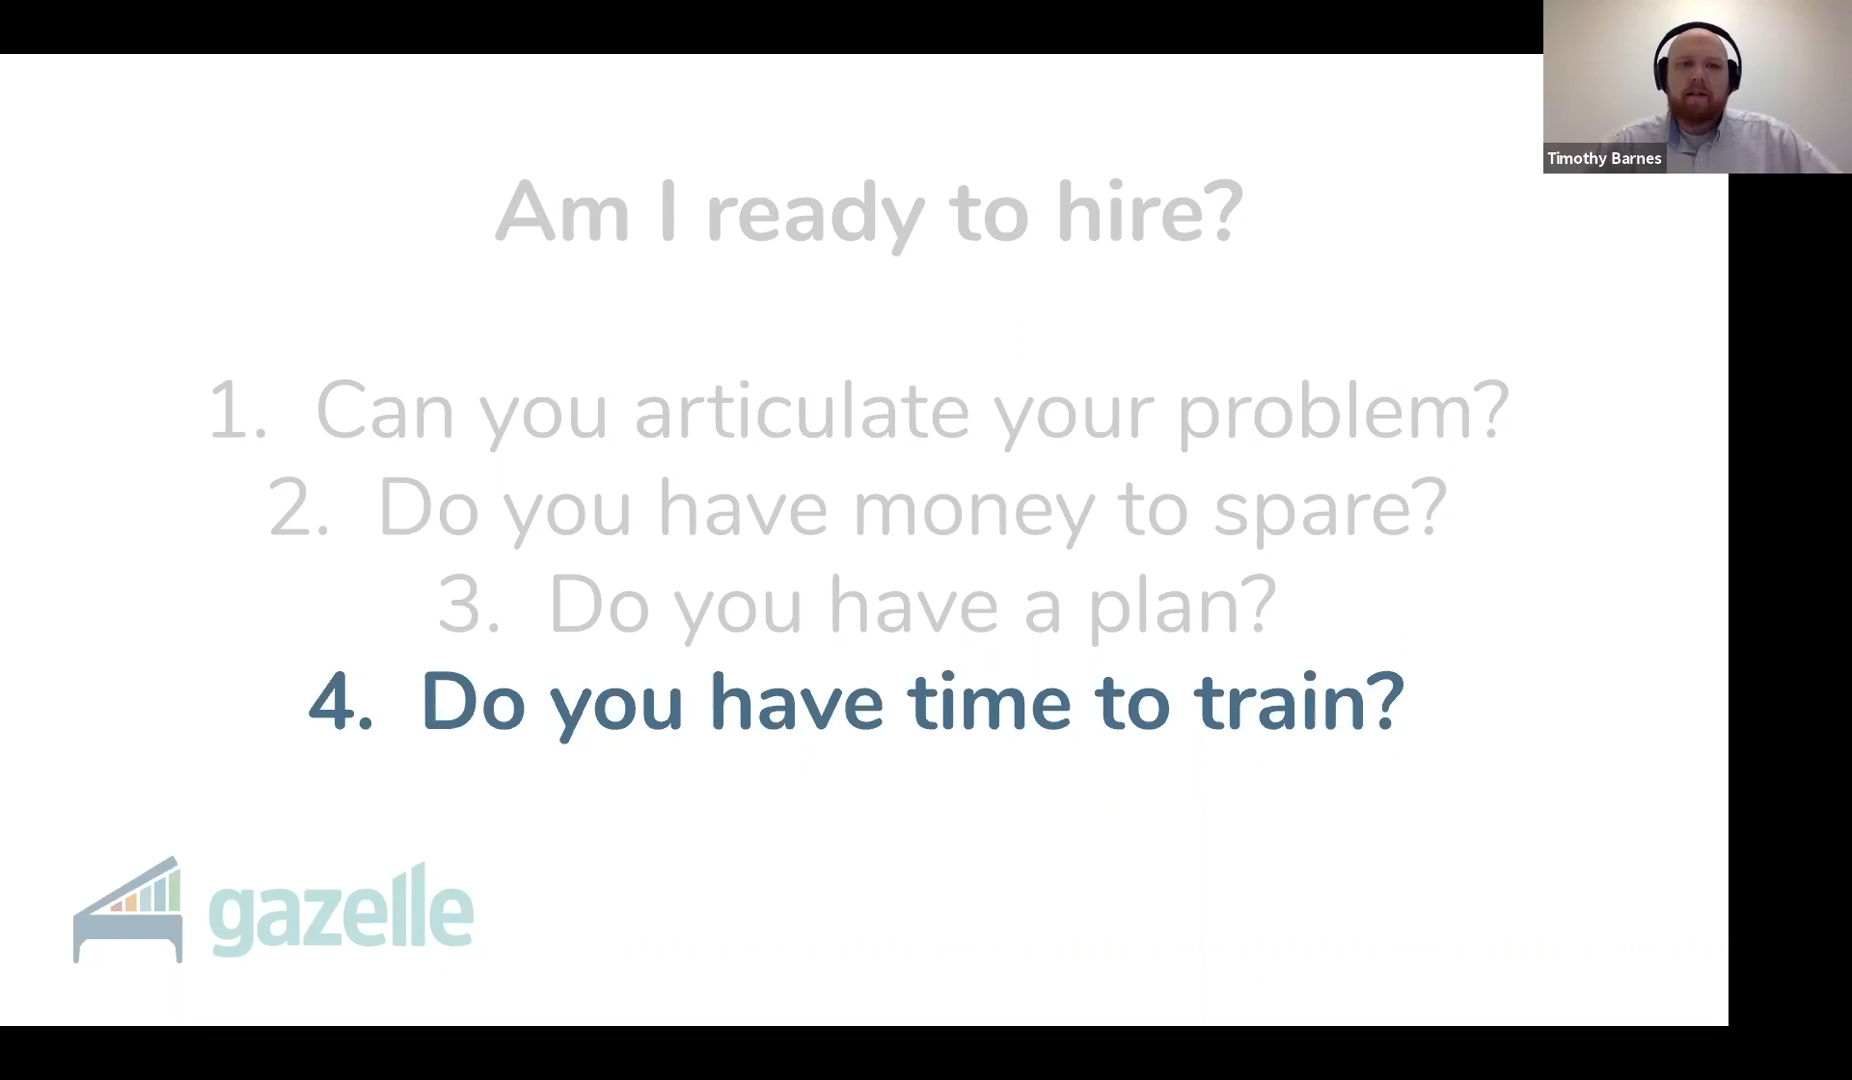 Timothy Barnes
Am I ready to hire?
1. Can you articulate your problem?
2. Do you have money to spare?
3. Do you have a plan?
4. Do you have time to train?
gazelle